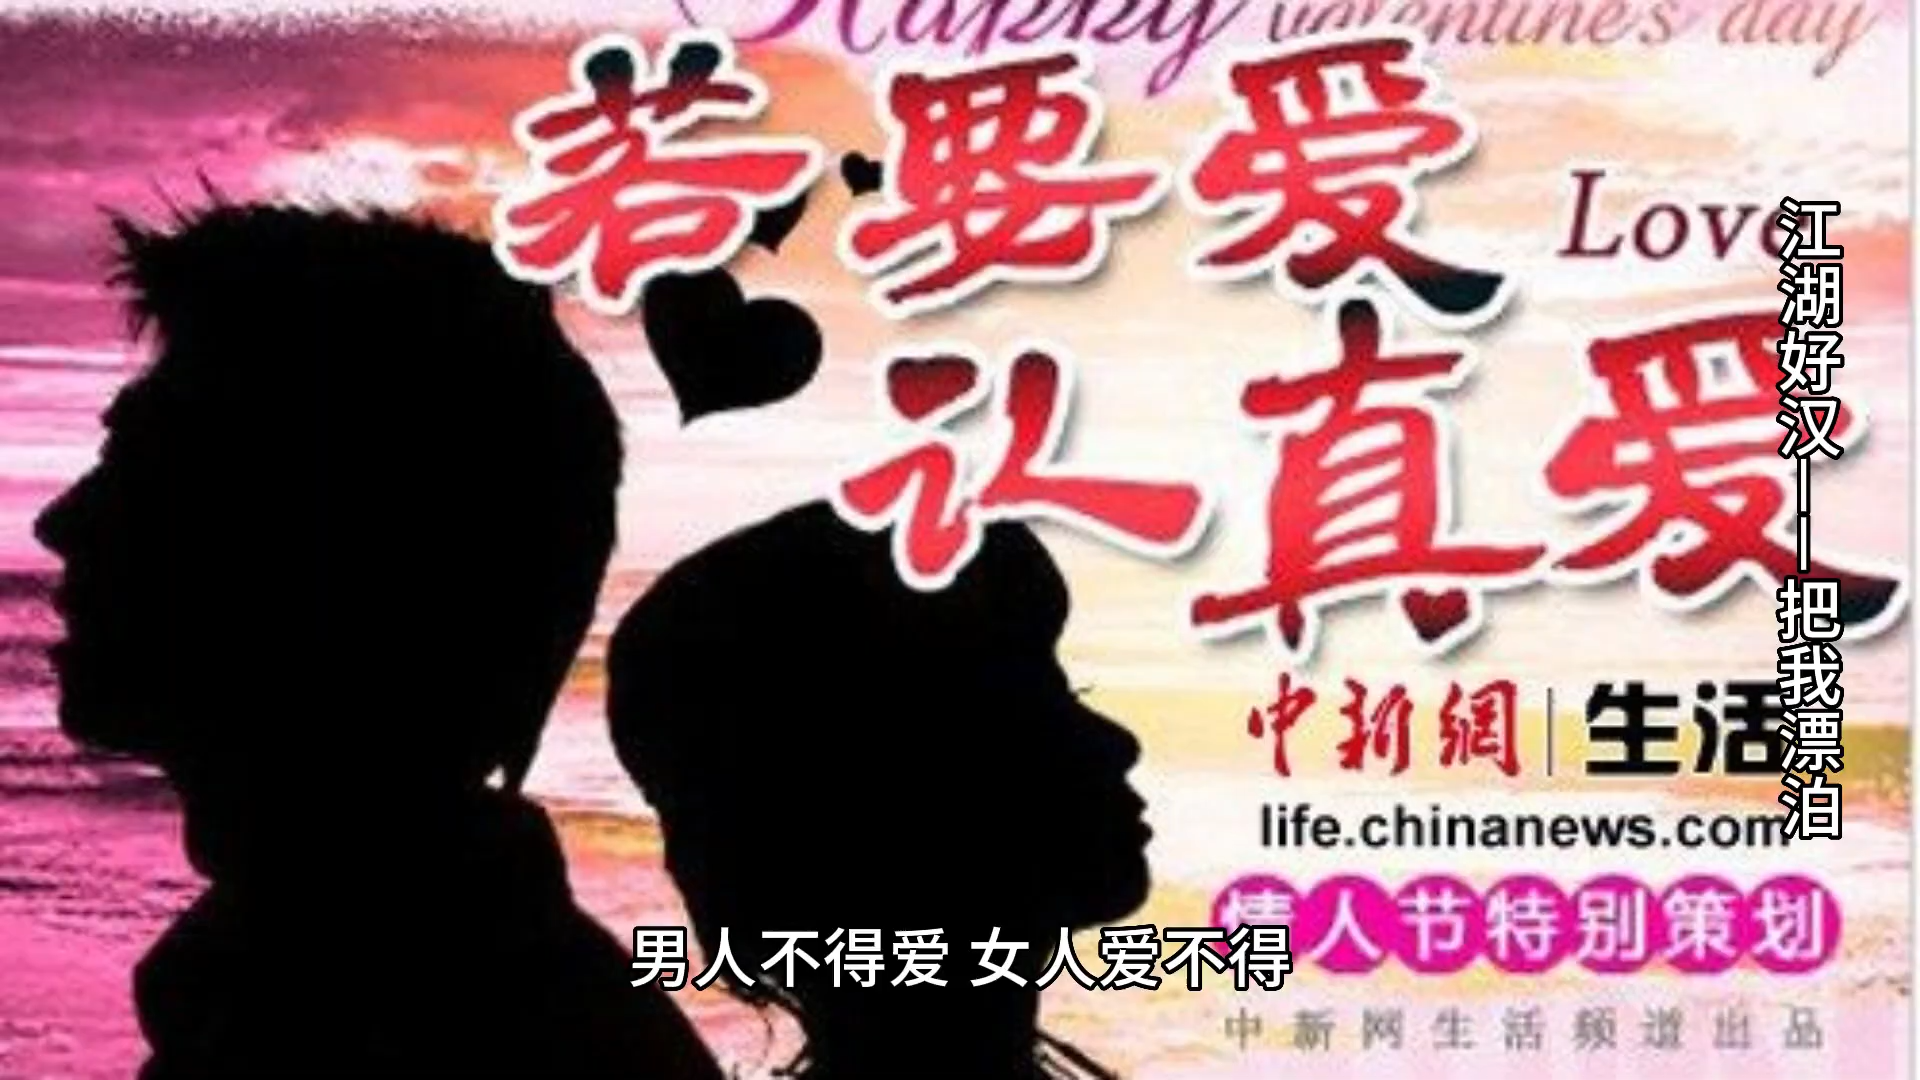 Happy valentine's day
若要爱
Love
认真爱
中新網 | 生活
life.chinanews.com
情人节特别策划
中新网生活频道出品
江湖好汉——把我漂泊
男人不得爱 女人爱不得